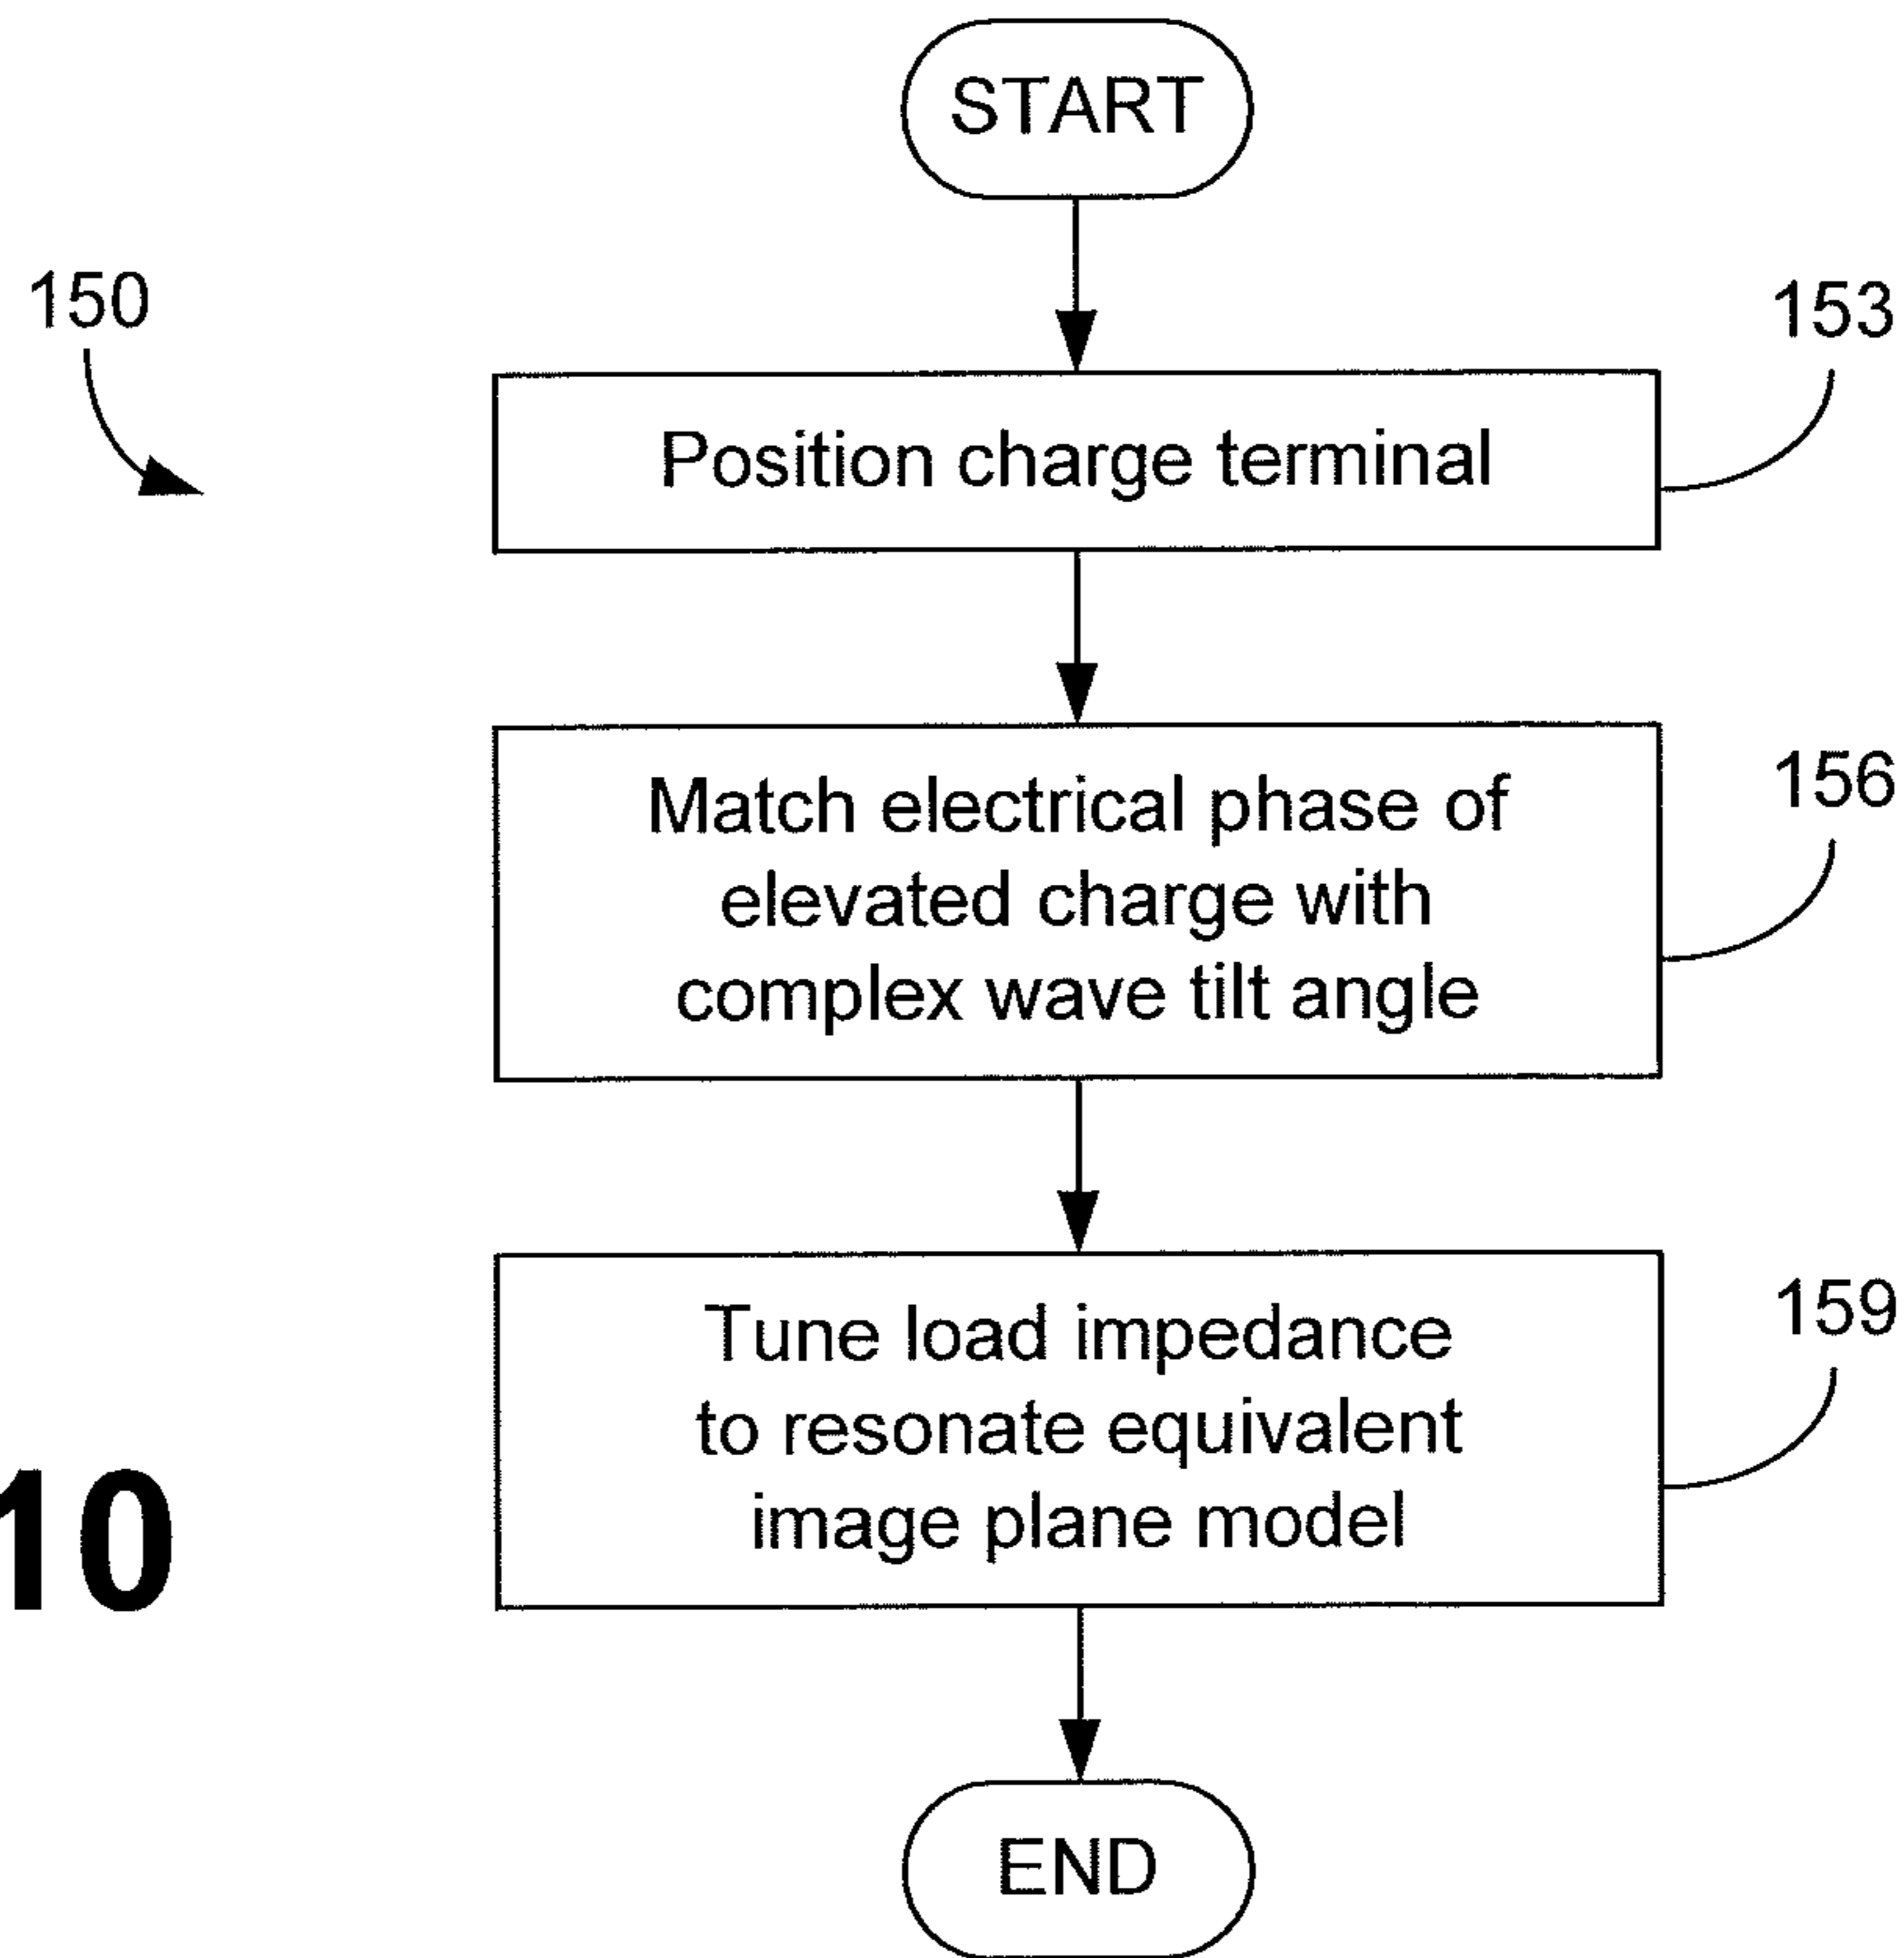 START
150
153
Position charge terminal
156
Match electrical phase of
elevated charge with
complex wave tilt angle
159
Tune load impedance
to resonate equivalent
image plane model
10
END